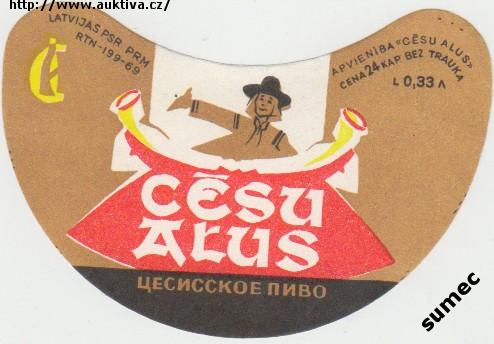 http://www.auktiva.cz/
LATVIJAS PSR PRM
RTN-199-69
APVIENĪBA «CĒSU ALUS»
CENA 24 KAP. BEZ TRAUKA
L 0,33 Л
CĒSU
ALUS
ЦЕСИССКОЕ ПИВО
sumec